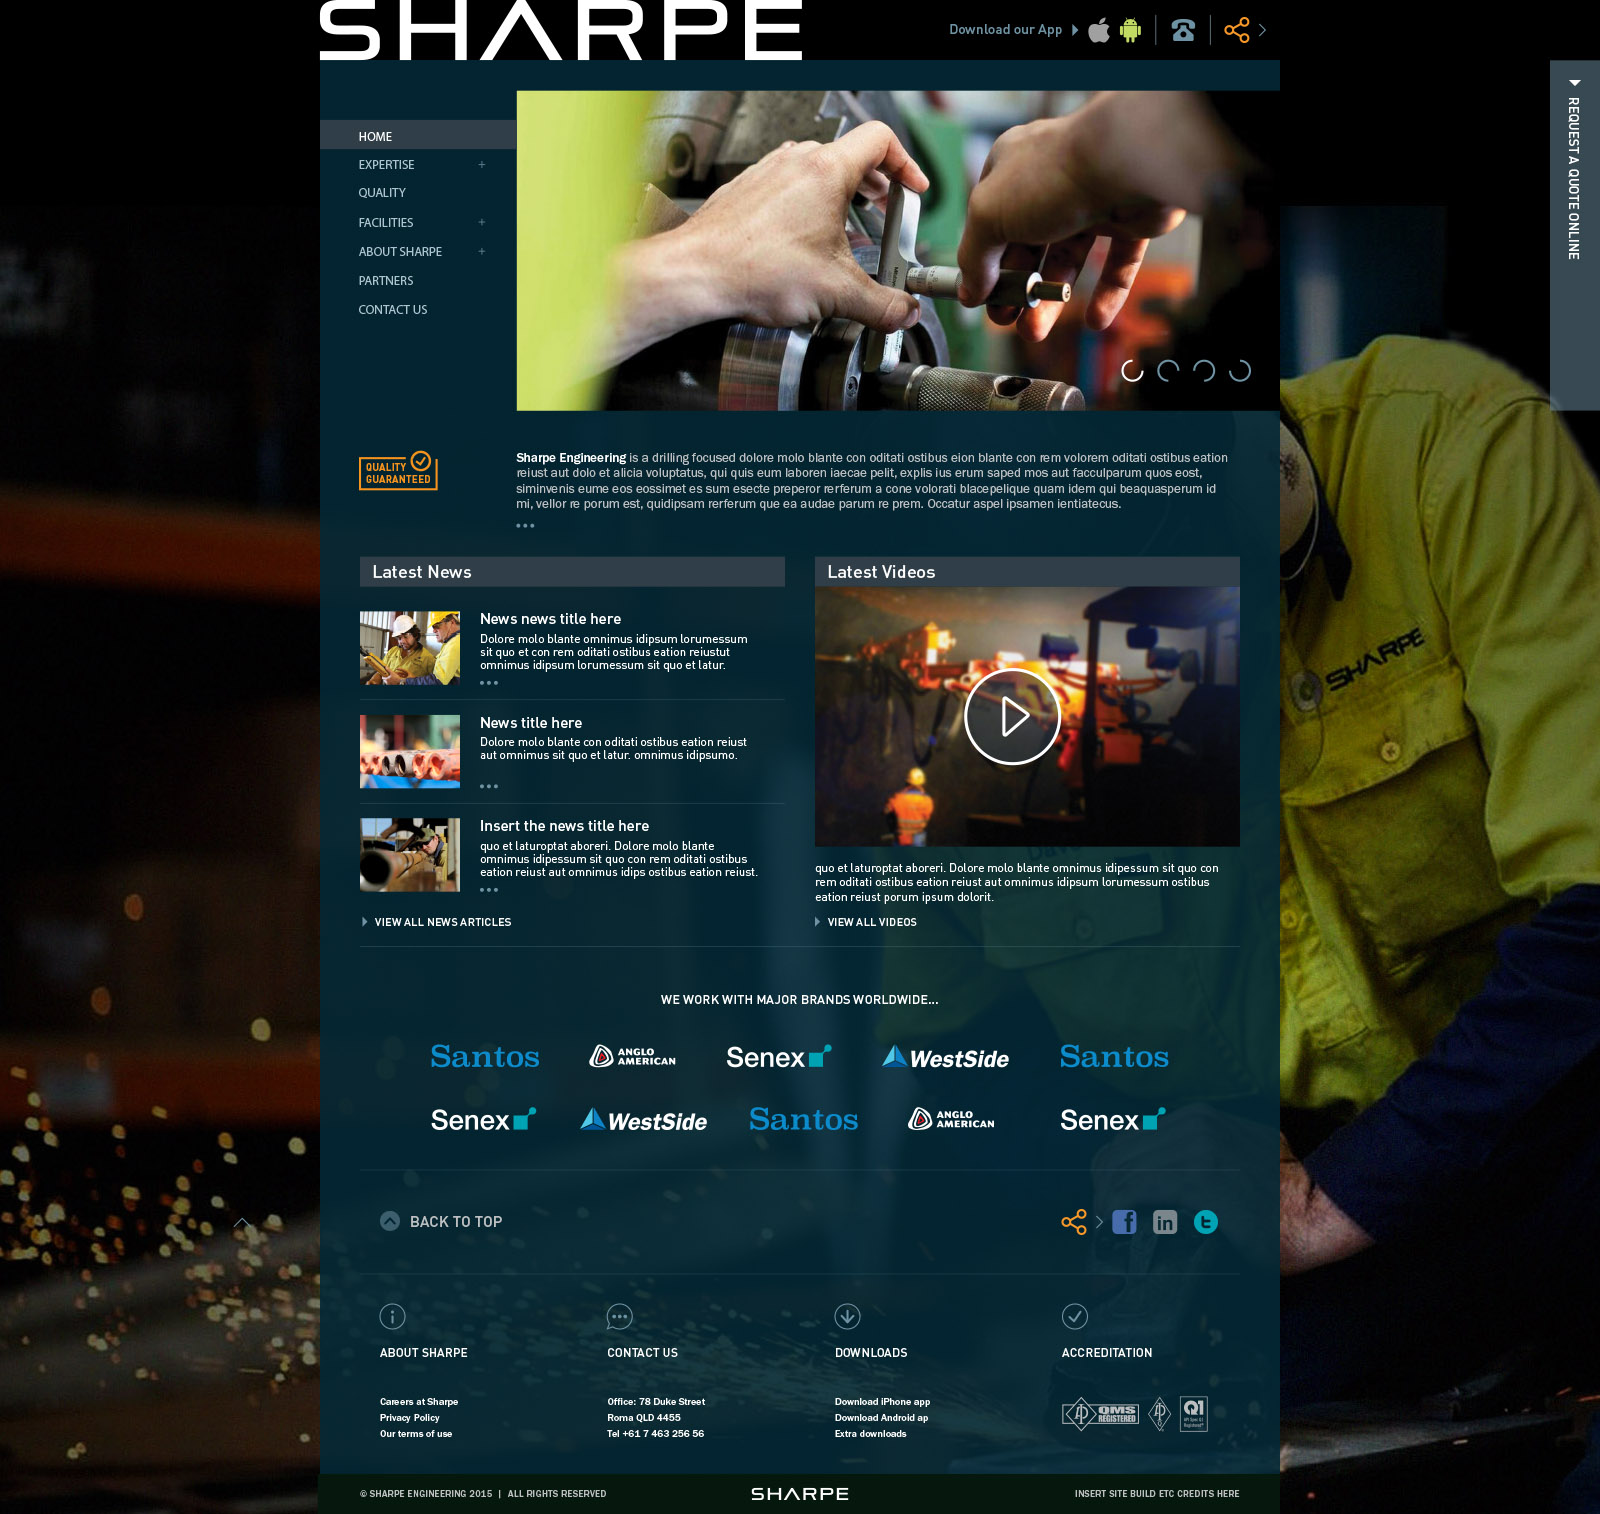 SHARPE
Download our App
REQUEST A QUOTE ONLINE
HOME
EXPERTISE +
QUALITY
FACILITIES +
ABOUT SHARPE +
PARTNERS
CONTACT US
QUALITY
GUARANTEED
Sharpe Engineering is a drilling focused dolore molo blante con oditati ostibus eion blante con rem volorem oditati ostibus eation
reiust aut dolo et alicia voluptatus, qui quis eum laboren iaecae pelit, explis ius erum saped mos aut facculparum quos eost,
siminvenis eume eos eossimet es sum esecte preperor rerferum a cone volorati blacepelique quam idem qui beaquasperum id
mi, vellor re porum est, quidipsam rerferum que ea audae parum re prem. Occatur aspel ipsamen ientiatecus.
Latest News
News news title here
Dolore molo blante omnimus idipsum lorumessum
sit quo et con rem oditati ostibus eation reiustut
omnimus idipsum lorumessum sit quo et latur.
News title here
Dolore molo blante con oditati ostibus eation reiust
aut omnimus sit quo et latur. omnimus idipsumo.
Insert the news title here
quo et laturoptat aboreri. Dolore molo blante
omnimus idipessum sit quo con rem oditati ostibus
eation reiust aut omnimus idips ostibus eation reiust.
VIEW ALL NEWS ARTICLES
Latest Videos
quo et laturoptat aboreri. Dolore molo blante omnimus idipessum sit quo con
rem oditati ostibus eation reiust aut omnimus idipsum lorumessum ostibus
eation reiust porum ipsum dolorit.
VIEW ALL VIDEOS
SHARPE
WE WORK WITH MAJOR BRANDS WORLDWIDE...
Santos
ANGLO
AMERICAN
Senex
WestSide
Santos
Senex
WestSide
Santos
ANGLO
AMERICAN
Senex
BACK TO TOP
f
in
t
ABOUT SHARPE
Careers at Sharpe
Privacy Policy
Our terms of use
CONTACT US
Office: 78 Duke Street
Roma QLD 4455
Tel +61 7 463 256 56
DOWNLOADS
Download iPhone app
Download Android ap
Extra downloads
ACCREDITATION
QMS
REGISTERED
Q1
API Spec Q1
Registered
© SHARPE ENGINEERING 2015 | ALL RIGHTS RESERVED
SHARPE
INSERT SITE BUILD ETC CREDITS HERE